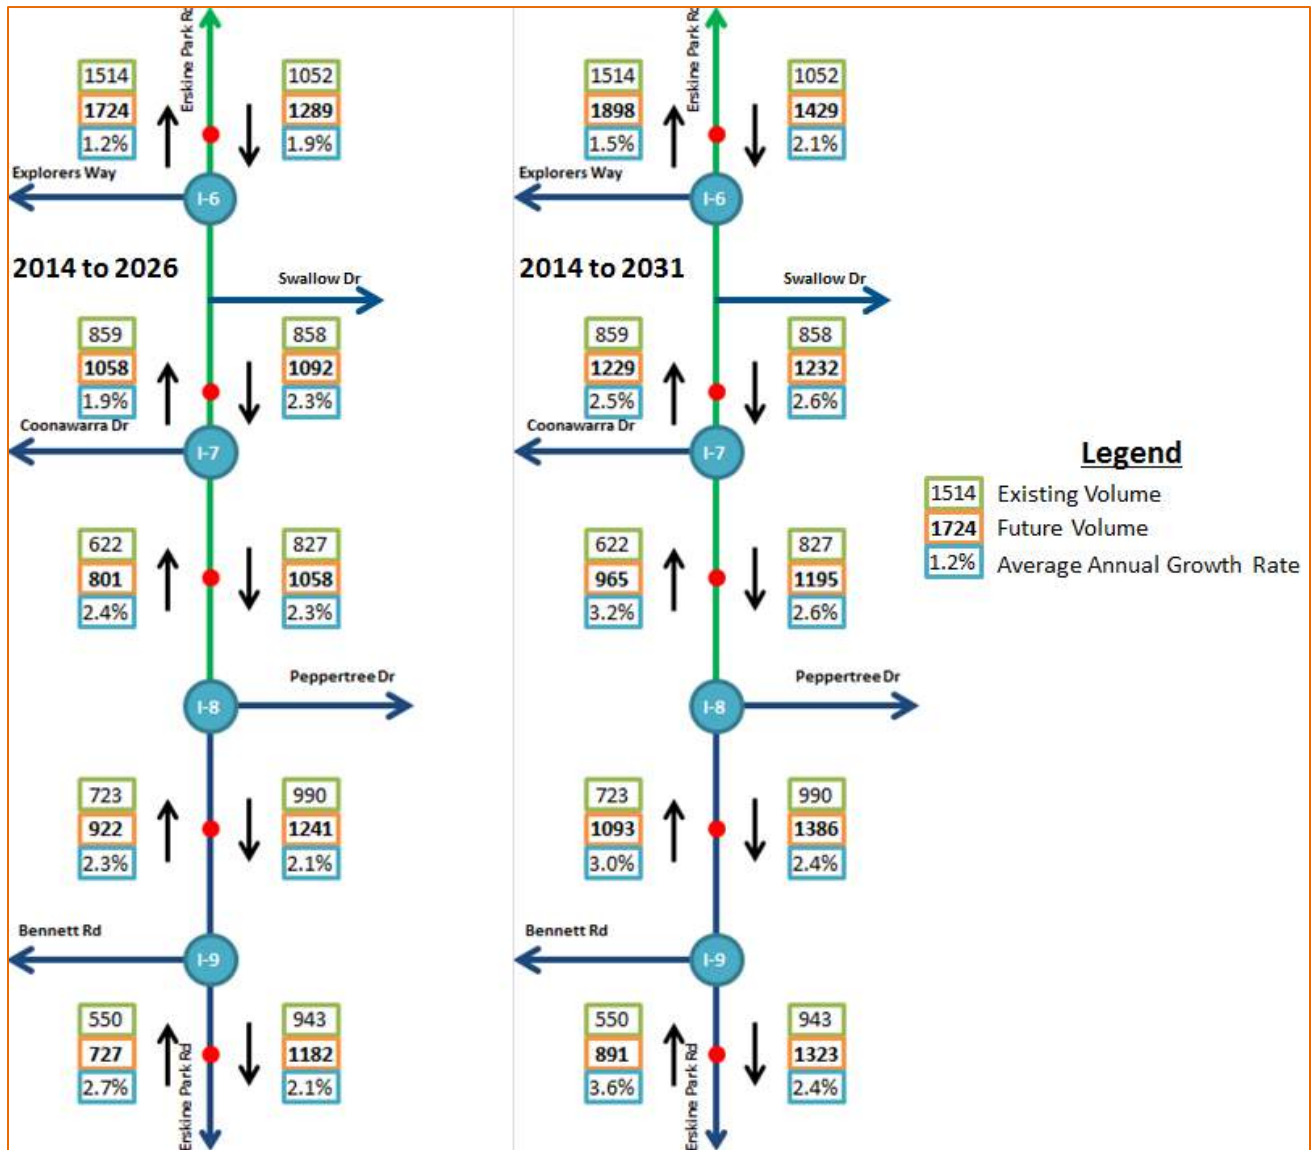 Erskine Park Rd
1514
1724
1.2%
1052
1289
1.9%
Explorers Way
I-6
2014 to 2026
Swallow Dr
859
1058
1.9%
858
1092
2.3%
Coonawarra Dr
I-7
622
801
2.4%
827
1058
2.3%
Peppertree Dr
I-8
723
922
2.3%
990
1241
2.1%
Bennett Rd
I-9
550
727
2.7%
943
1182
2.1%
Erskine Park Rd
Erskine Park Rd
1514
1898
1.5%
1052
1429
2.1%
Explorers Way
I-6
2014 to 2031
Swallow Dr
859
1229
2.5%
858
1232
2.6%
Coonawarra Dr
I-7
622
965
3.2%
827
1195
2.6%
Peppertree Dr
I-8
723
1093
3.0%
990
1386
2.4%
Bennett Rd
I-9
550
891
3.6%
943
1323
2.4%
Erskine Park Rd
Legend
1514 Existing Volume
1724 Future Volume
1.2% Average Annual Growth Rate